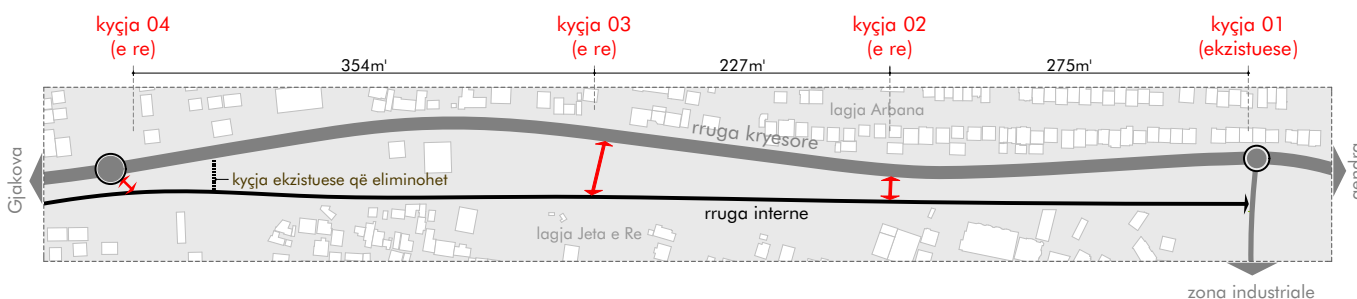 kyçja 04
(e re)
kyçja 03
(e re)
kyçja 02
(e re)
kyçja 01
(ekzistuese)
354m'
227m'
275m'
lagja Arbana
rruga kryesore
kyçja ekzistuese që eliminohet
Gjakova
qendra
rruga interne
lagja Jeta e Re
zona industriale